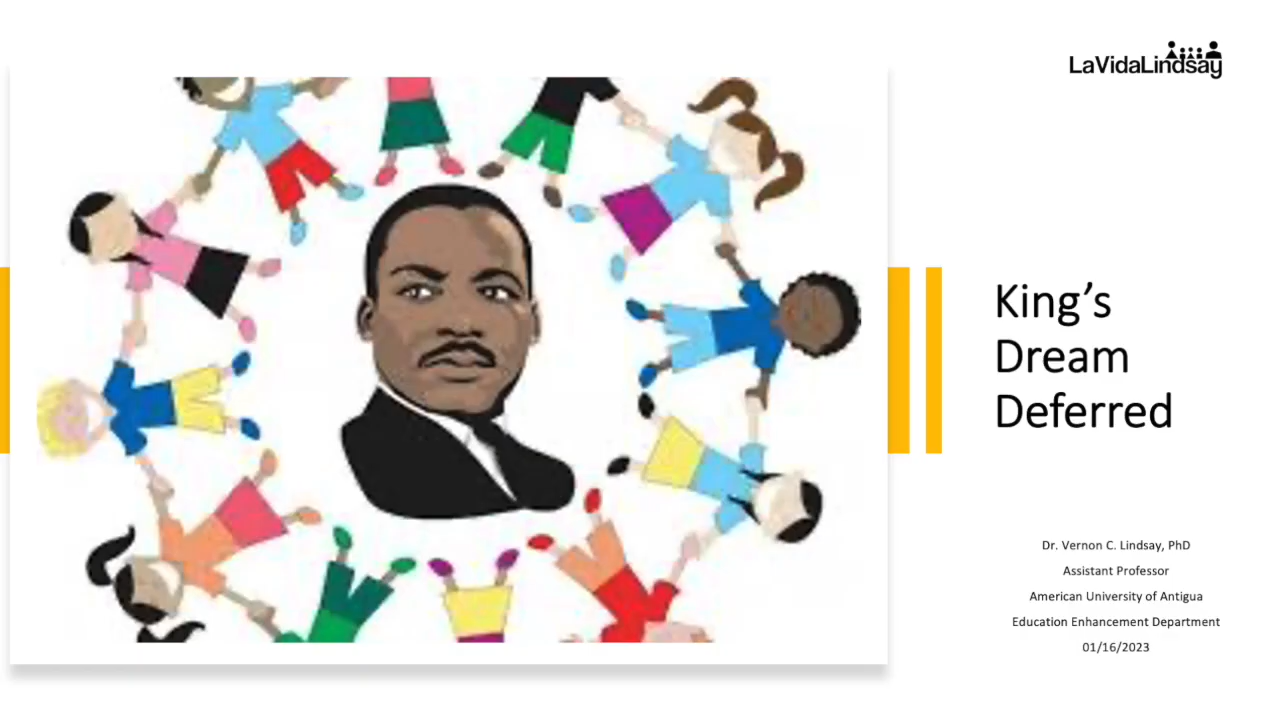 LaVidaLindsay
King’s
Dream
Deferred
Dr. Vernon C. Lindsay, PhD
Assistant Professor
American University of Antigua
Education Enhancement Department
01/16/2023